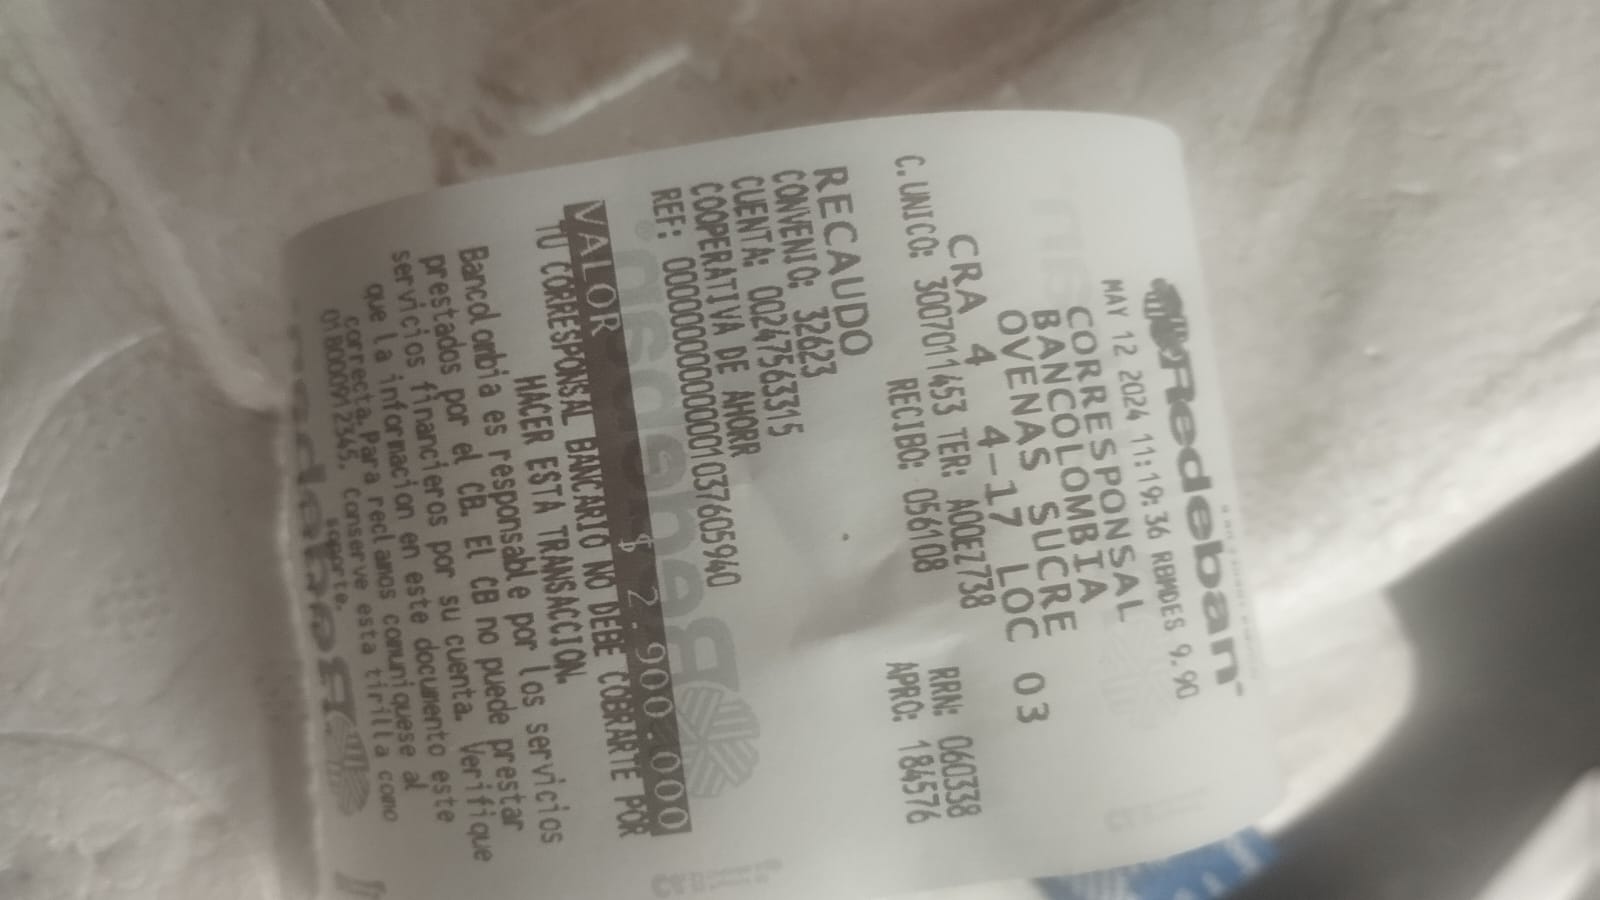 Redeban
MAY 12 2024 11:19:36 RBMDES 9.90
CORRESPONSAL
BANCOLOMBIA
OVENAS SUCRE
CRA 4 4-17 LOC 03
C. UNICO: 3007011453 TER: A00EZ738 RRN: 060338
RECIBO: 056108 APRO: 184576
RECAUDO
CONVENIO: 32623
CUENTA: 00247563315
COOPERATIVA DE AHORR
REF:
VALOR $ 2.900.000
TU CORRESPONSAL BANCARIO NO DEBE COBRARTE POR
HACER ESTA TRANSACCION.
Bancolombia es responsable por los servicios
prestados por el CB. El CB no puede prestar
servicios financieros por su cuenta. Verifique
que la informacion en este documento este
correcta. Para reclamos comuniquese al
018000912345. Conserve esta tirilla como
soporte.